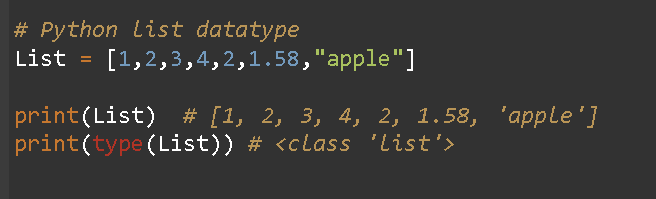 # Python list datatype
List = [1,2,3,4,2,1.58,"apple"]
print(List)  # [1, 2, 3, 4, 2, 1.58, 'apple']
print(type(List)) # <class 'list'>